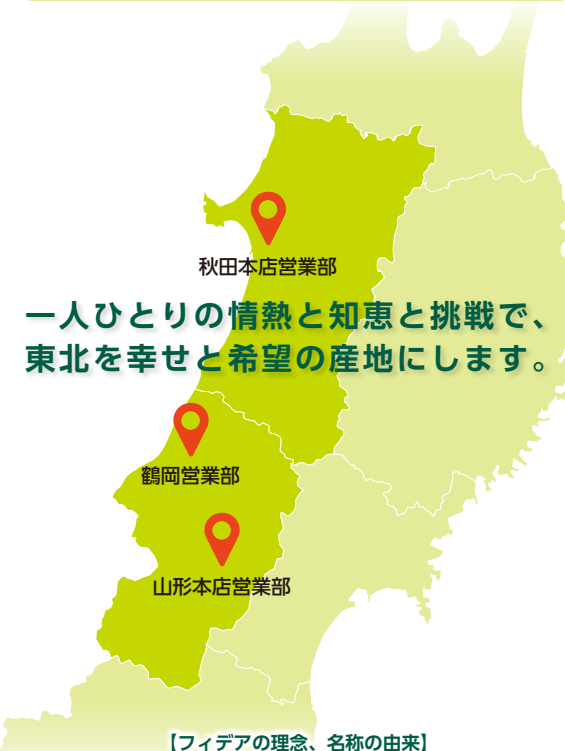 秋田本店営業部
一人ひとりの情熱と知恵と挑戦で、
東北を幸せと希望の産地にします。
鶴岡営業部
山形本店営業部
【フィデアの理念、名称の由来】